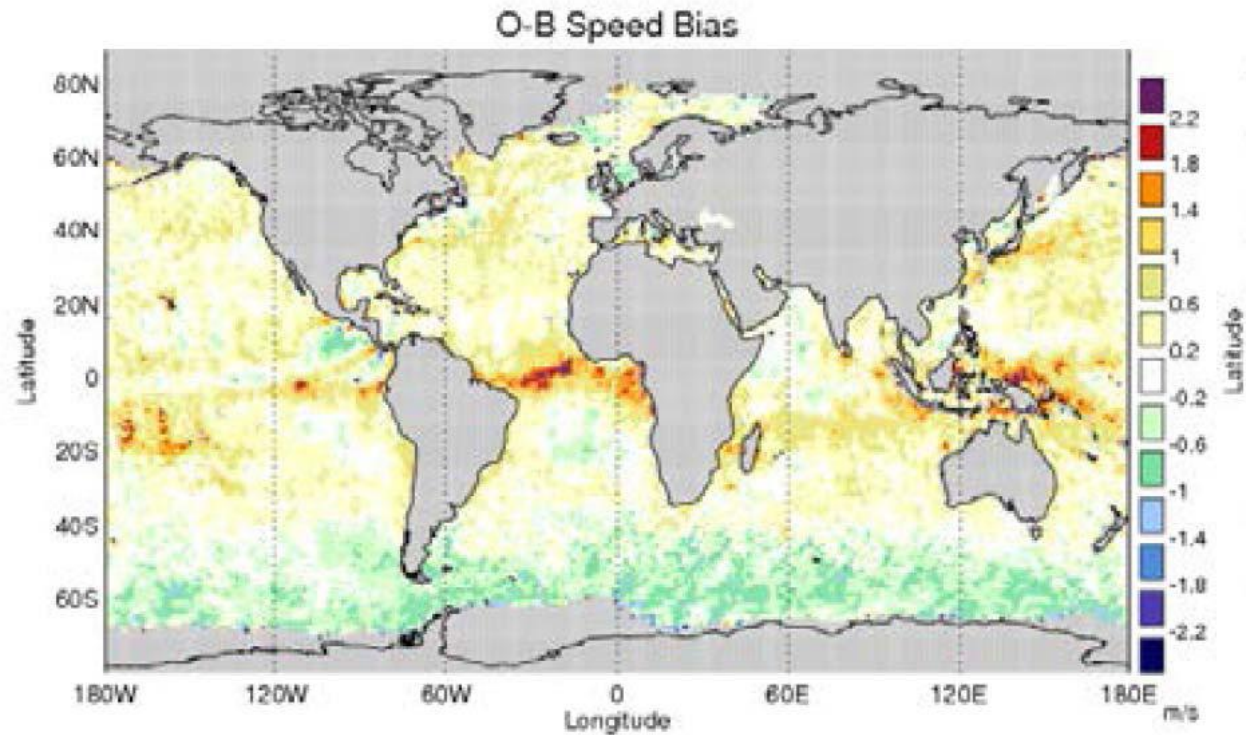 O-B Speed Bias
80N
60N
40N
20N
0
20S
40S
60S
Latitude
180W 120W 60W 0 60E 120E 180E
Longitude
2.2
1.8
1.4
1
0.6
0.2
-0.2
-0.6
-1
-1.4
-1.8
-2.2
m/s
Latitude